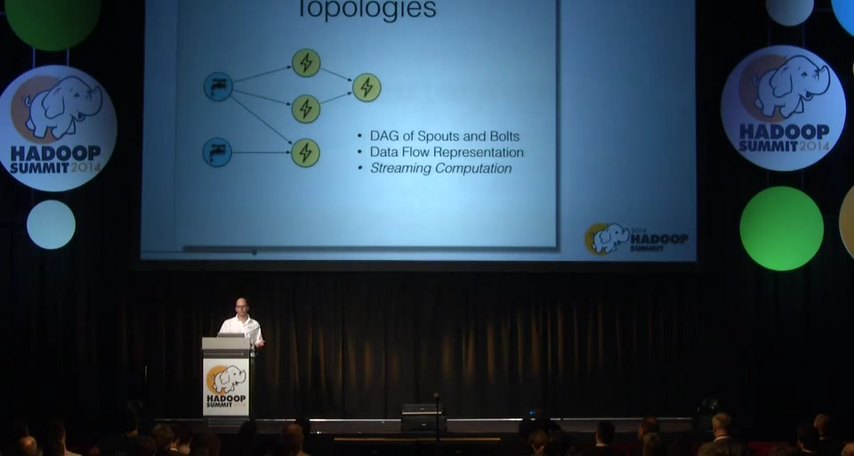 Topologies
• DAG of Spouts and Bolts
• Data Flow Representation
• Streaming Computation
HADOOP
SUMMIT 2014
HADOOP
SUMMIT 2014
2014
HADOOP
SUMMIT
HADOOP
SUMMIT